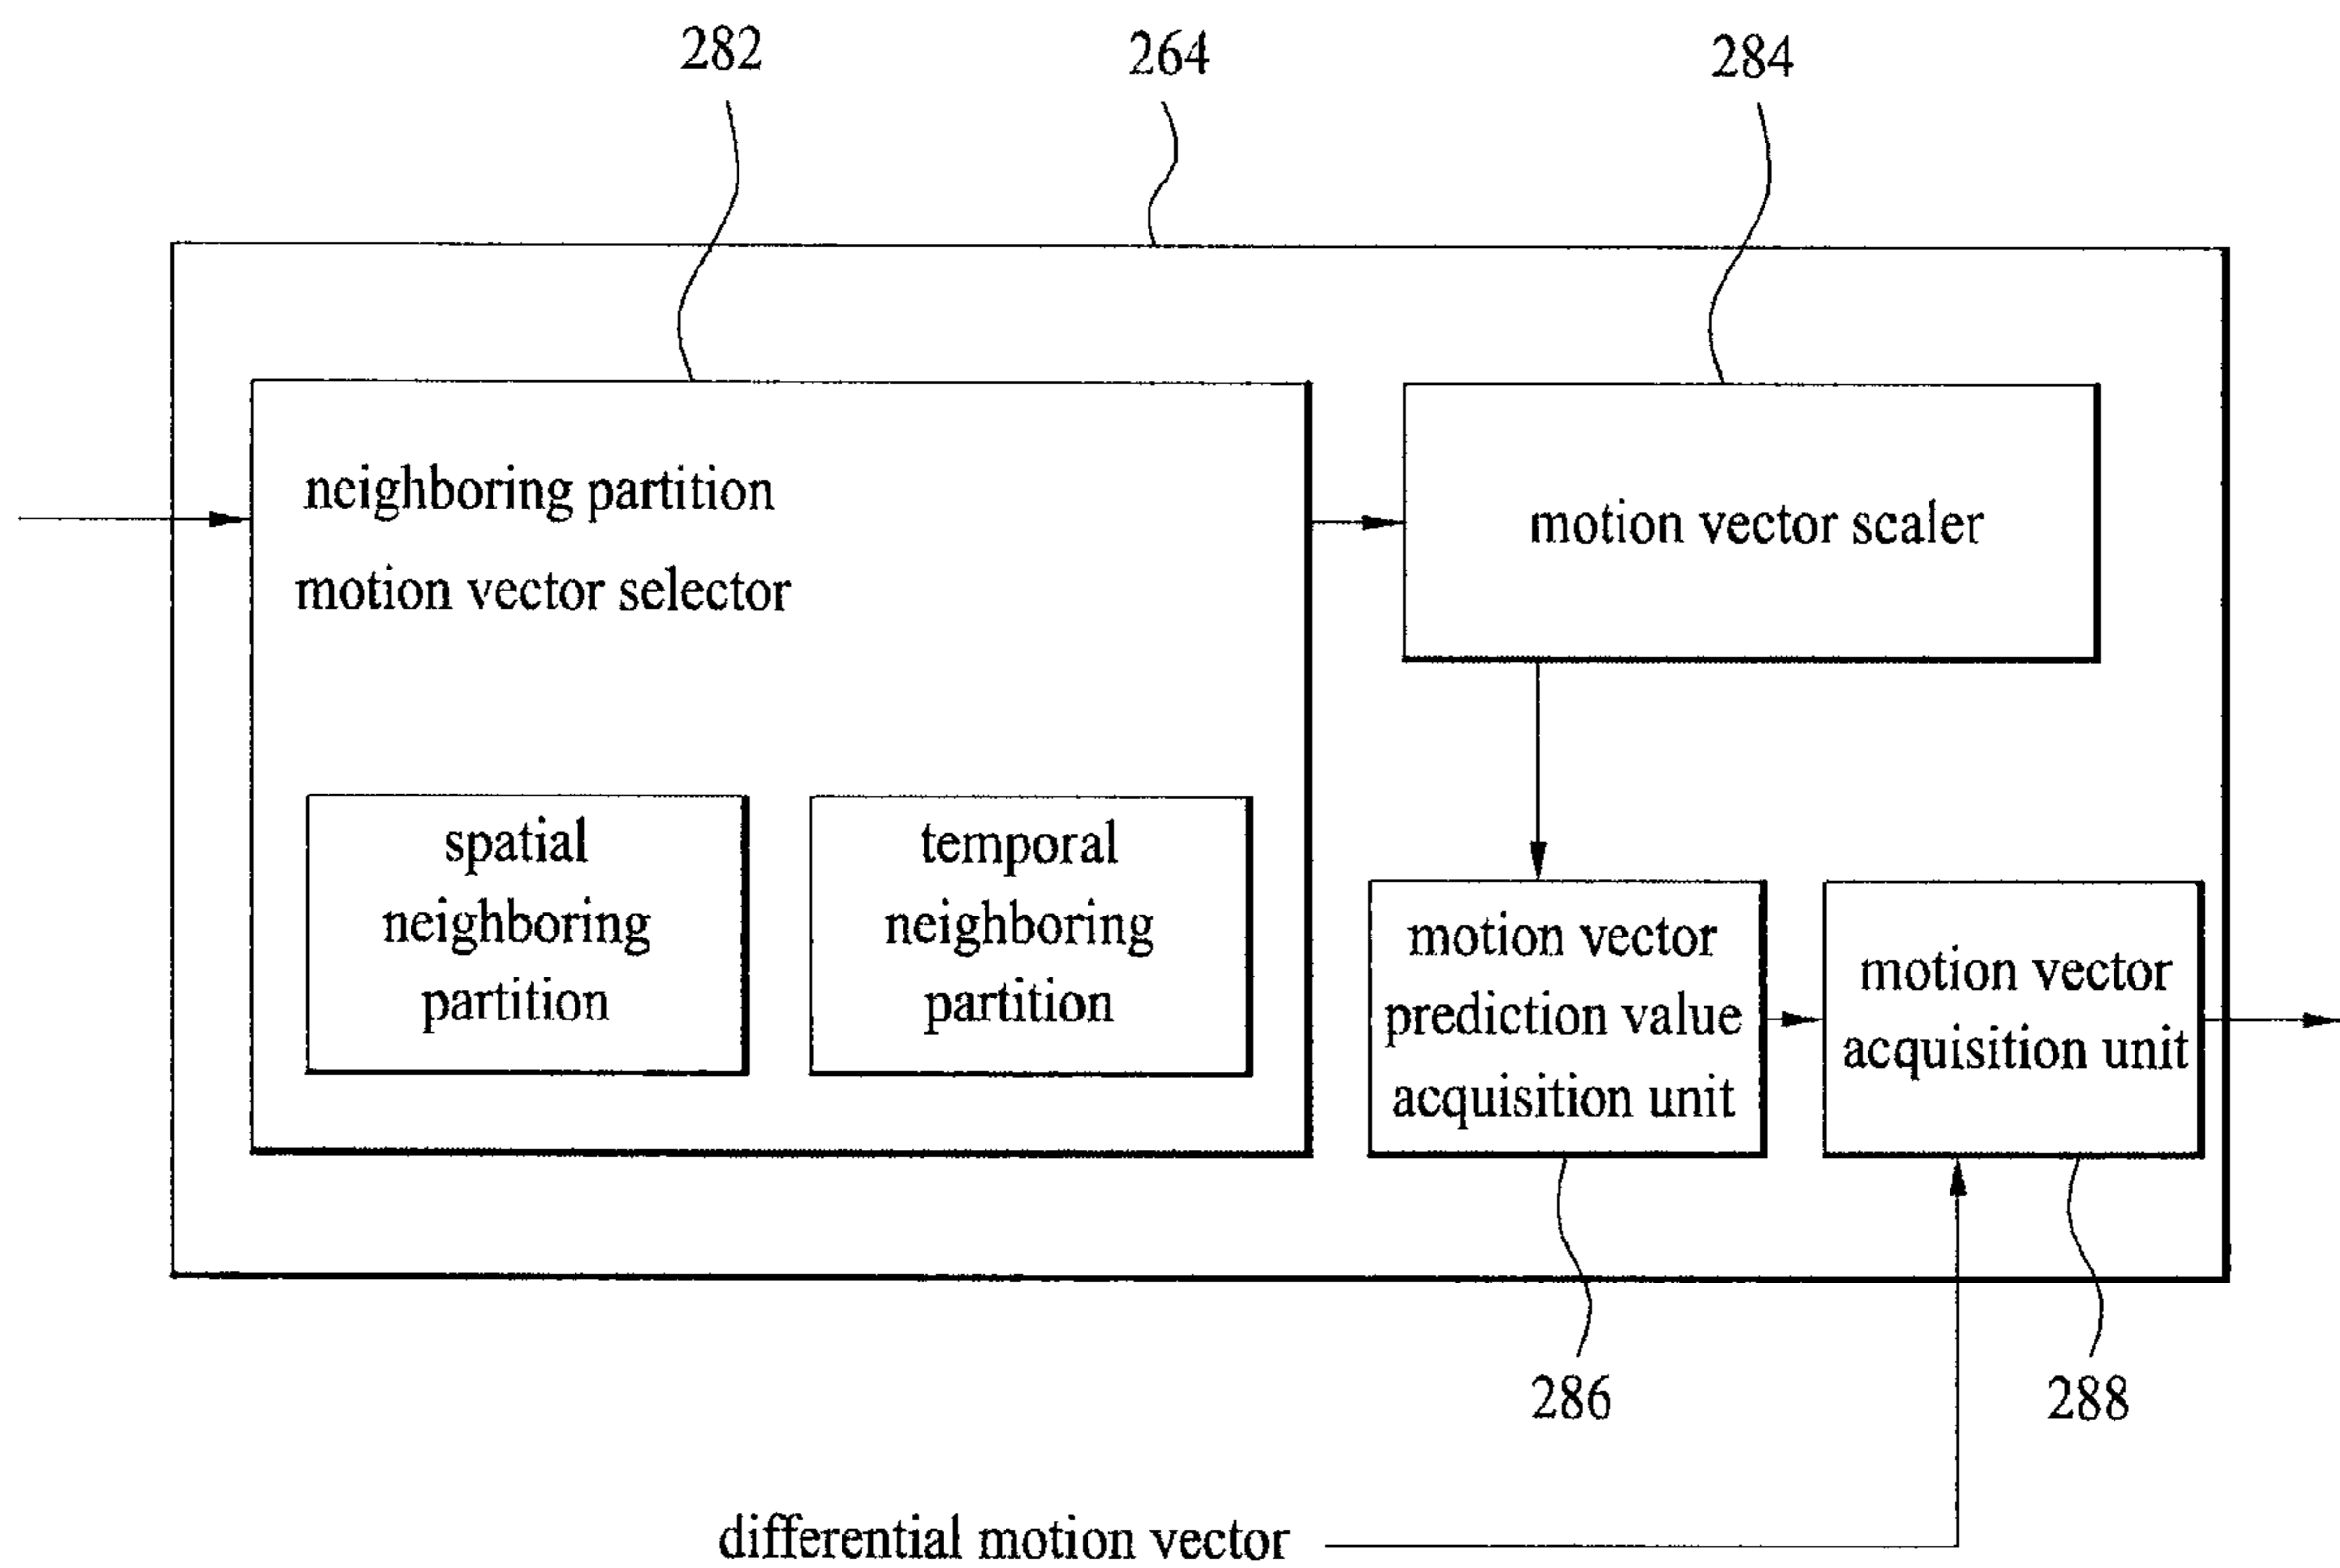 282
264
284
neighboring partition
motion vector selector
motion vector scaler
spatial
neighboring
partition
temporal
neighboring
partition
motion vector
prediction value
acquisition unit
motion vector
acquisition unit
286
288
differential motion vector